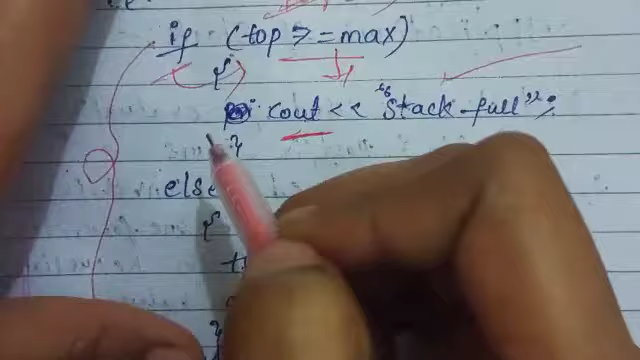 if (top >= max)
{
cout << "Stack-full";
}
else
{
t
}